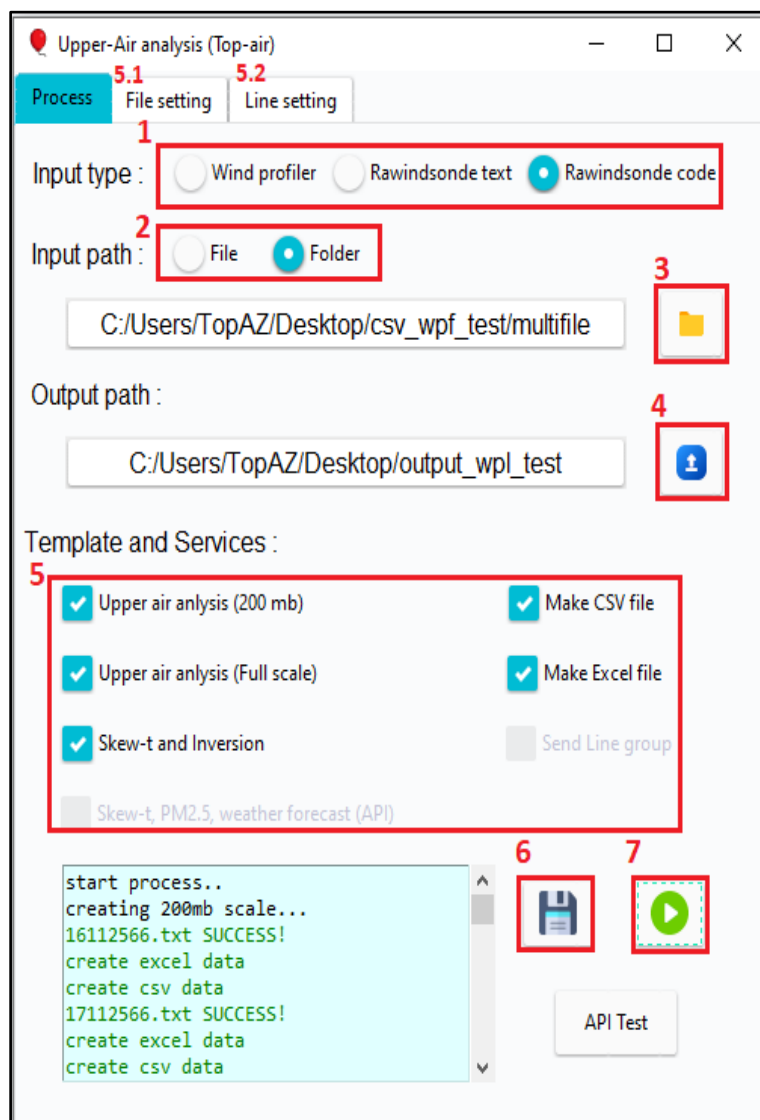 Upper-Air analysis (Top-air)
5.1 5.2
Process File setting Line setting
1
Input type : Wind profiler Rawindsonde text Rawindsonde code
2
Input path : File Folder
3
C:/Users/TopAZ/Desktop/csv_wpf_test/multifile
Output path :
4
C:/Users/TopAZ/Desktop/output_wpl_test
Template and Services :
5
Upper air anlysis (200 mb) Make CSV file
Upper air anlysis (Full scale) Make Excel file
Skew-t and Inversion Send Line group
Skew-t, PM2.5, weather forecast (API)
6 7
start process..
creating 200mb scale...
16112566.txt SUCCESS!
create excel data
create csv data
17112566.txt SUCCESS!
create excel data
create csv data
API Test